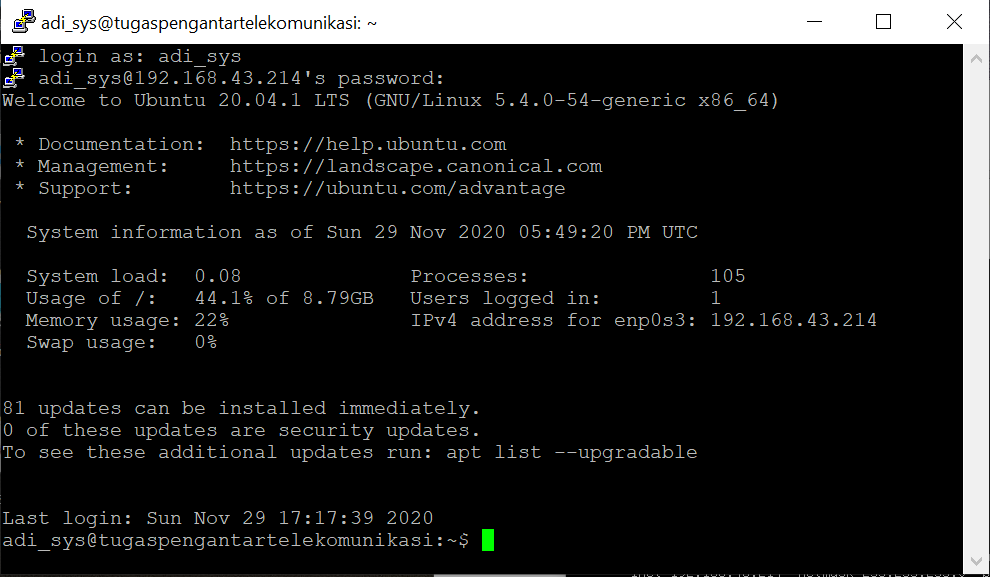 adi_sys@tugaspengantartelekomunikasi: ~
login as: adi_sys
adi_sys@192.168.43.214's password:
Welcome to Ubuntu 20.04.1 LTS (GNU/Linux 5.4.0-54-generic x86_64)
* Documentation:  https://help.ubuntu.com
* Management:     https://landscape.canonical.com
* Support:        https://ubuntu.com/advantage
System information as of Sun 29 Nov 2020 05:49:20 PM UTC
System load:  0.08              Processes:               105
Usage of /:   44.1% of 8.79GB   Users logged in:         1
Memory usage: 22%               IPv4 address for enp0s3: 192.168.43.214
Swap usage:   0%
81 updates can be installed immediately.
0 of these updates are security updates.
To see these additional updates run: apt list --upgradable
Last login: Sun Nov 29 17:17:39 2020
adi_sys@tugaspengantartelekomunikasi:~$